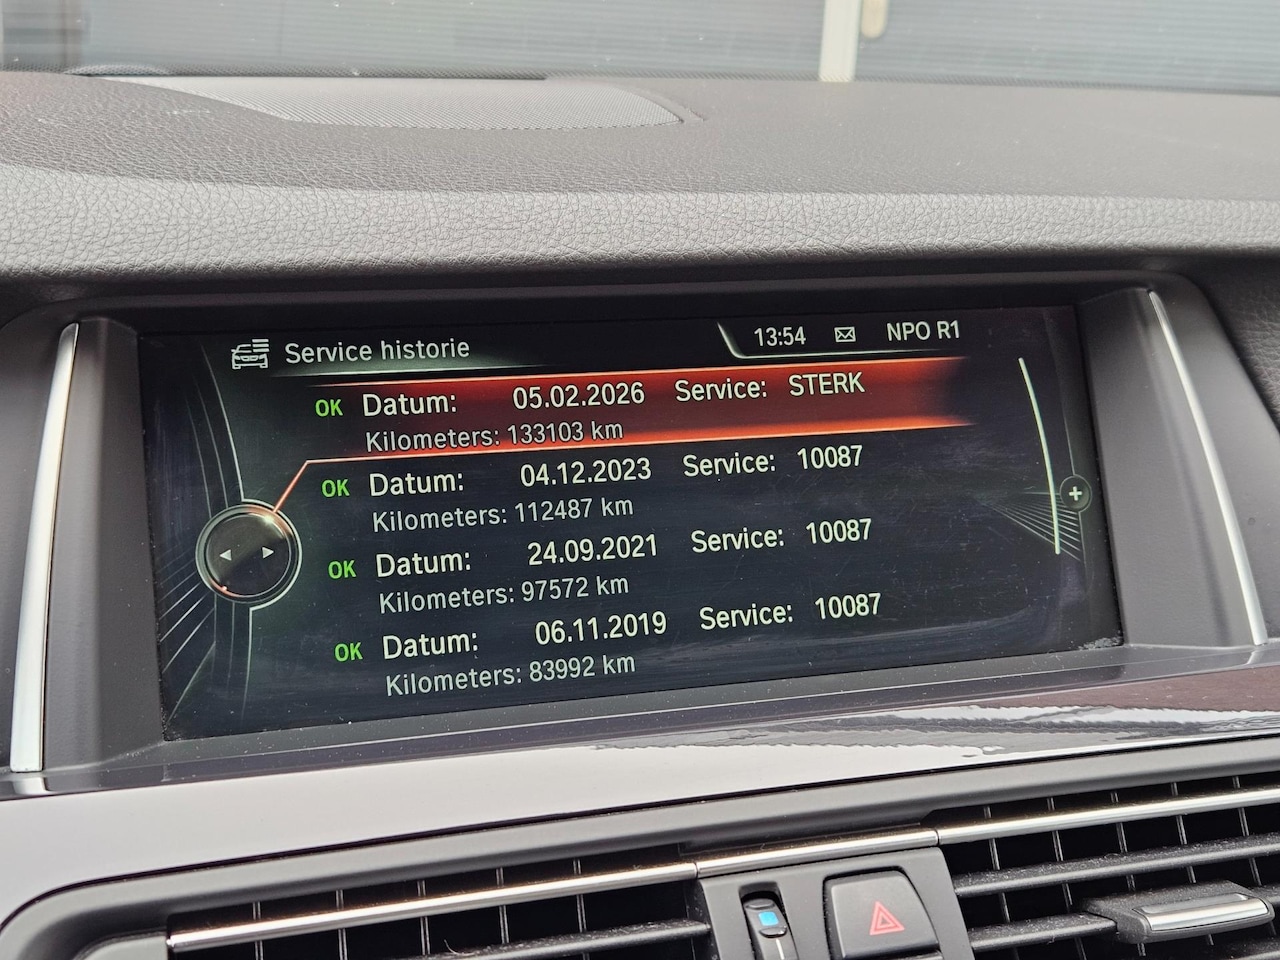 Service historie 13:54 NPO R1
OK Datum: 05.02.2026 Service: STERK
Kilometers: 133103 km
OK Datum: 04.12.2023 Service: 10087
Kilometers: 112487 km
OK Datum: 24.09.2021 Service: 10087
Kilometers: 97572 km
OK Datum: 06.11.2019 Service: 10087
Kilometers: 83992 km